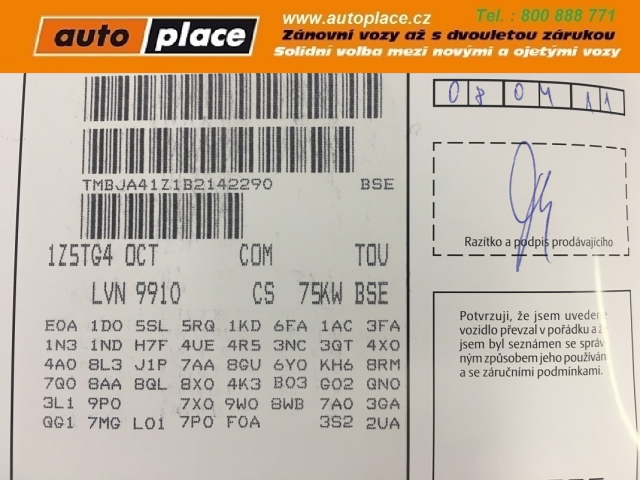 auto place
www.autoplace.cz
Tel. : 800 888 771
Zánovní vozy až s dvouletou zárukou
Solidní volba mezi novými a ojetými vozy
08 04 11
TMBJA41Z1B2142290 BSE
1Z5TG4 OCT COM TOU
LVN 9910 CS 75KW BSE
E0A 1D0 5SL 5RQ 1KD 6FA 1AC 3FA
1N3 1ND H7F 4UE 4R5 3NC 3QT 4X0
4A0 8L3 J1P 7AA 8GU 6Y0 KH6 8RM
7Q0 8AA 8QL 8X0 4K3 B03 G02 QN0
3L1 9P0 7X0 9W0 8WB 7A0 3GA
QG1 7MG L01 7P0 F0A 3S2 2UA
Razítko a podpis prodávajícího
Potvrzuji, že jsem uvedené
vozidlo převzal v pořádku a
jsem byl seznámen se správ
ným způsobem jeho používán
a se záručními podmínkami.